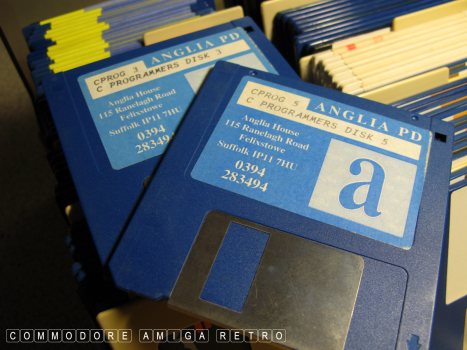 ANGLIA PD
CPROG 3
C PROGRAMMERS DISK 3
Anglia House
115 Ranelagh Road
Felixstowe
Suffolk IP11 7HU
0394
283494
ANGLIA PD
CPROG 5
C PROGRAMMERS DISK 5
Anglia House
115 Ranelagh Road
Felixstowe
Suffolk IP11 7HU
0394
283494
a
COMMODORE AMIGA RETRO